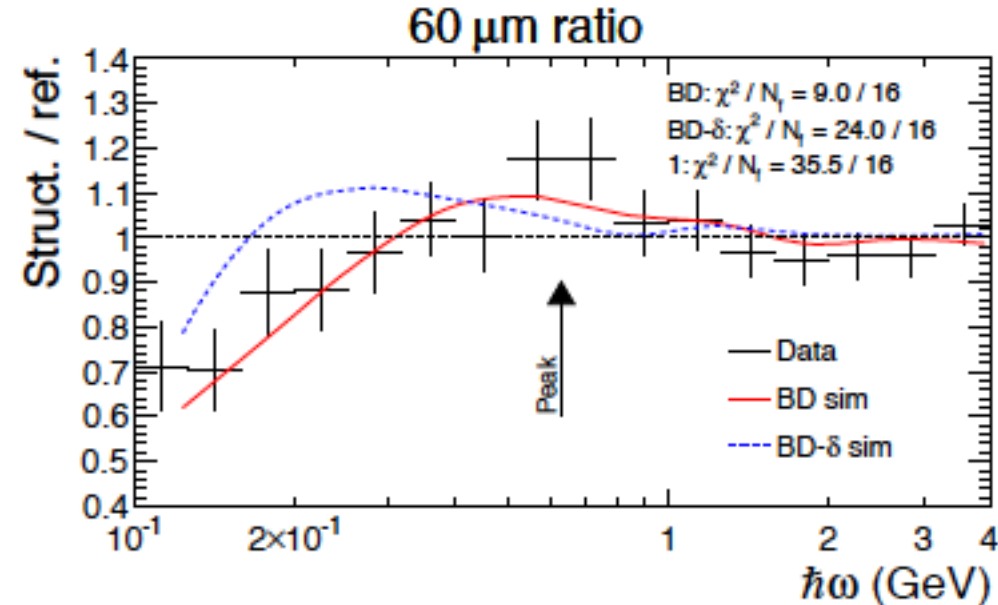 60 μm ratio
Struct. / ref.
1.4
1.3
1.2
1.1
1
0.9
0.8
0.7
0.6
0.5
0.4
BD: χ² / N_f = 9.0 / 16
BD-δ: χ² / N_f = 24.0 / 16
1: χ² / N_f = 35.5 / 16
Peak
Data
BD sim
BD-δ sim
10⁻¹ 2×10⁻¹ 1 2 3 4
ħω (GeV)